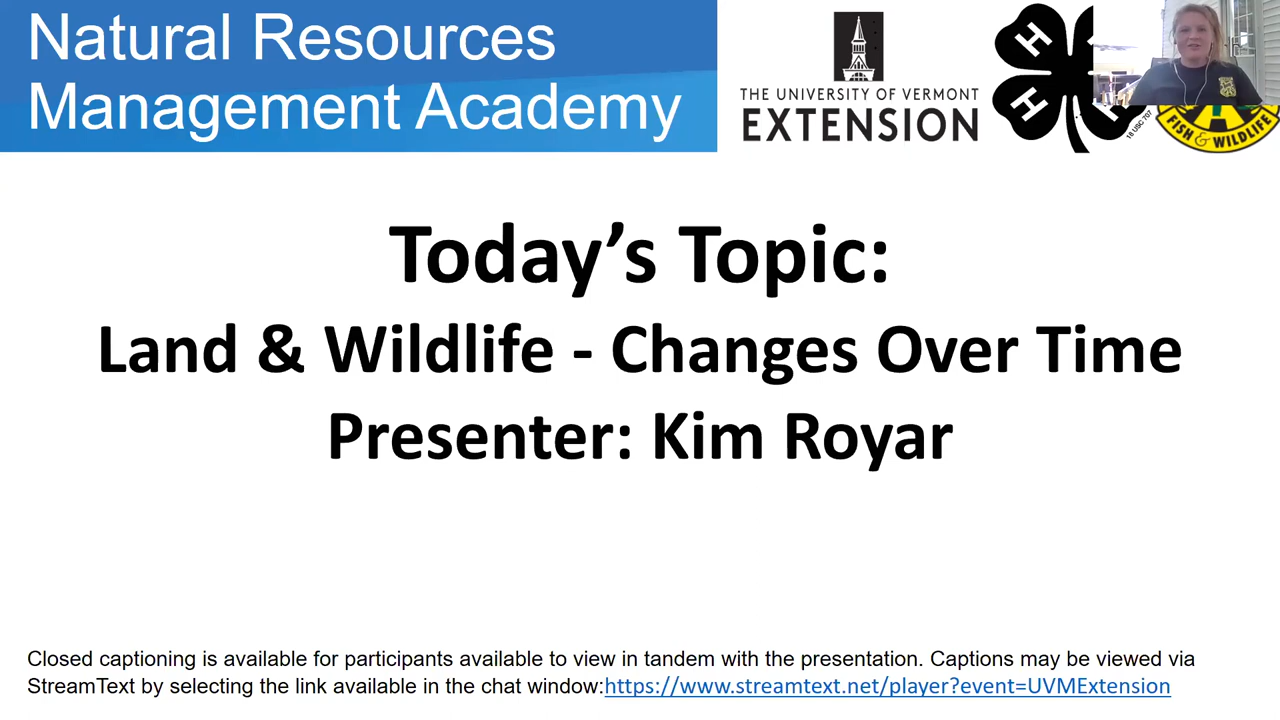 Natural Resources
Management Academy
THE UNIVERSITY OF VERMONT
EXTENSION
H
H
H
18 USC 707
FISH & WILDLIFE
Today’s Topic:
Land & Wildlife - Changes Over Time
Presenter: Kim Royar
Closed captioning is available for participants available to view in tandem with the presentation. Captions may be viewed via
StreamText by selecting the link available in the chat window:https://www.streamtext.net/player?event=UVMExtension